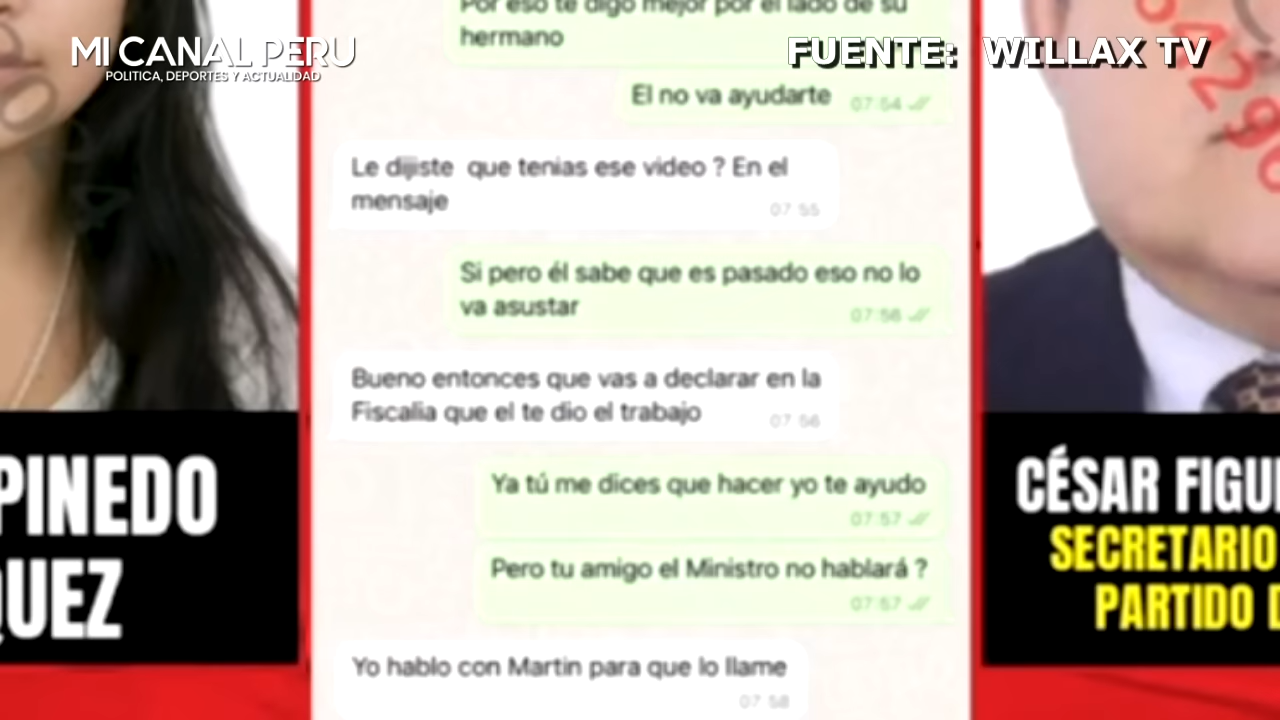 MI CANAL PERU
POLITICA, DEPORTES Y ACTUALIDAD
FUENTE: WILLAX TV
Por eso te digo mejor por el lado de su
hermano
El no va ayudarte 07:54
Le dijiste que tenias ese video ? En el
mensaje
07:55
Si pero él sabe que es pasado eso no lo
va asustar
07:56
Bueno entonces que vas a declarar en la
Fiscalia que el te dio el trabajo
07:56
Ya tú me dices que hacer yo te ayudo
07:57
Pero tu amigo el Ministro no hablará ?
07:57
Yo hablo con Martin para que lo llame
07:58
PINEDO
QUEZ
CÉSAR FIGU
SECRETARIO
PARTIDO D